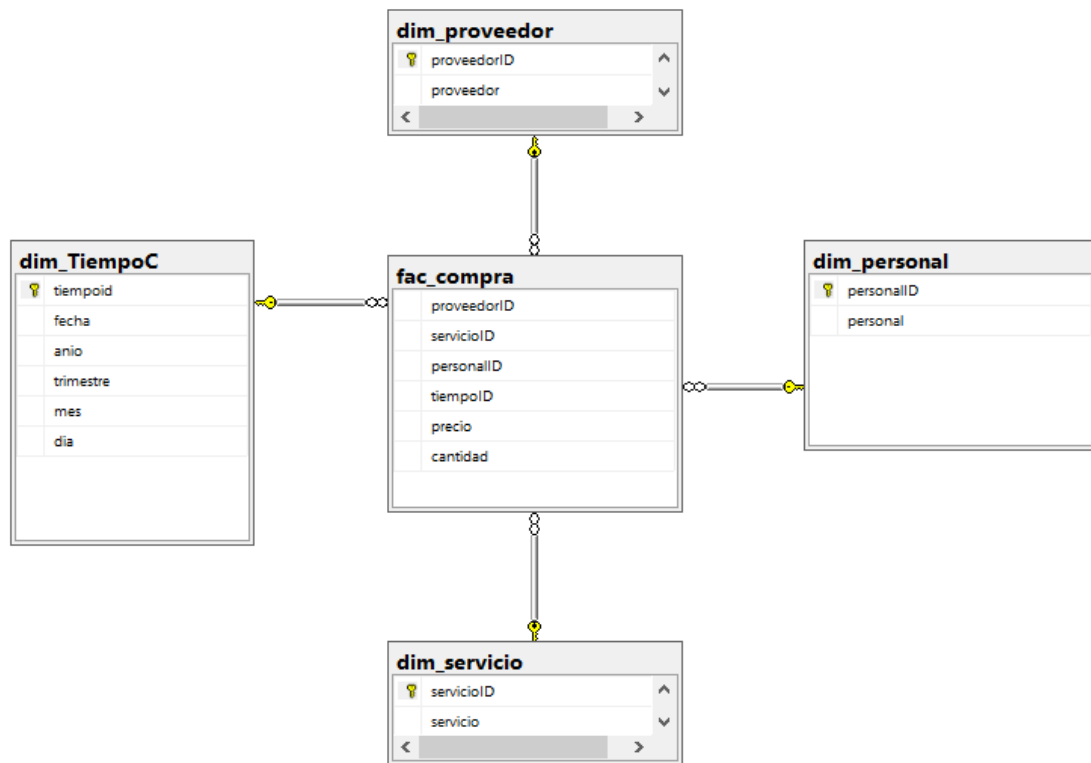 dim_proveedor
proveedorID
proveedor
dim_TiempoC
tiempoid
fecha
anio
trimestre
mes
dia
fac_compra
proveedorID
servicioID
personalID
tiempoID
precio
cantidad
dim_personal
personalID
personal
dim_servicio
servicioID
servicio